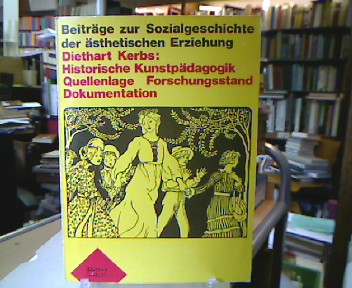 Beiträge zur Sozialgeschichte
der ästhetischen Erziehung
Diethart Kerbs:
Historische Kunstpädagogik
Quellenlage Forschungsstand
Dokumentation